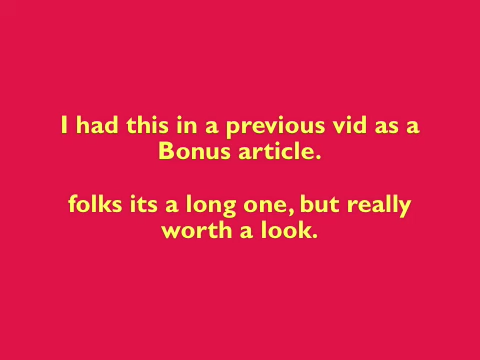 I had this in a previous vid as a
Bonus article.
folks its a long one, but really
worth a look.